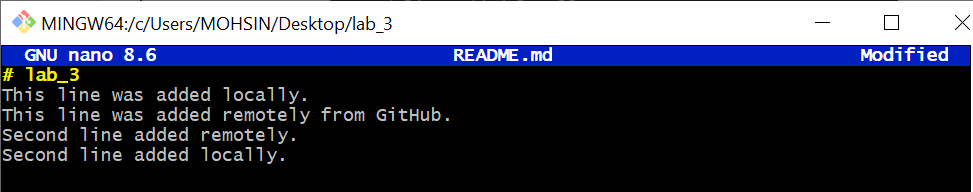 MINGW64:/c/Users/MOHSIN/Desktop/lab_3
GNU nano 8.6 README.md Modified
# lab_3
This line was added locally.
This line was added remotely from GitHub.
Second line added remotely.
Second line added locally.